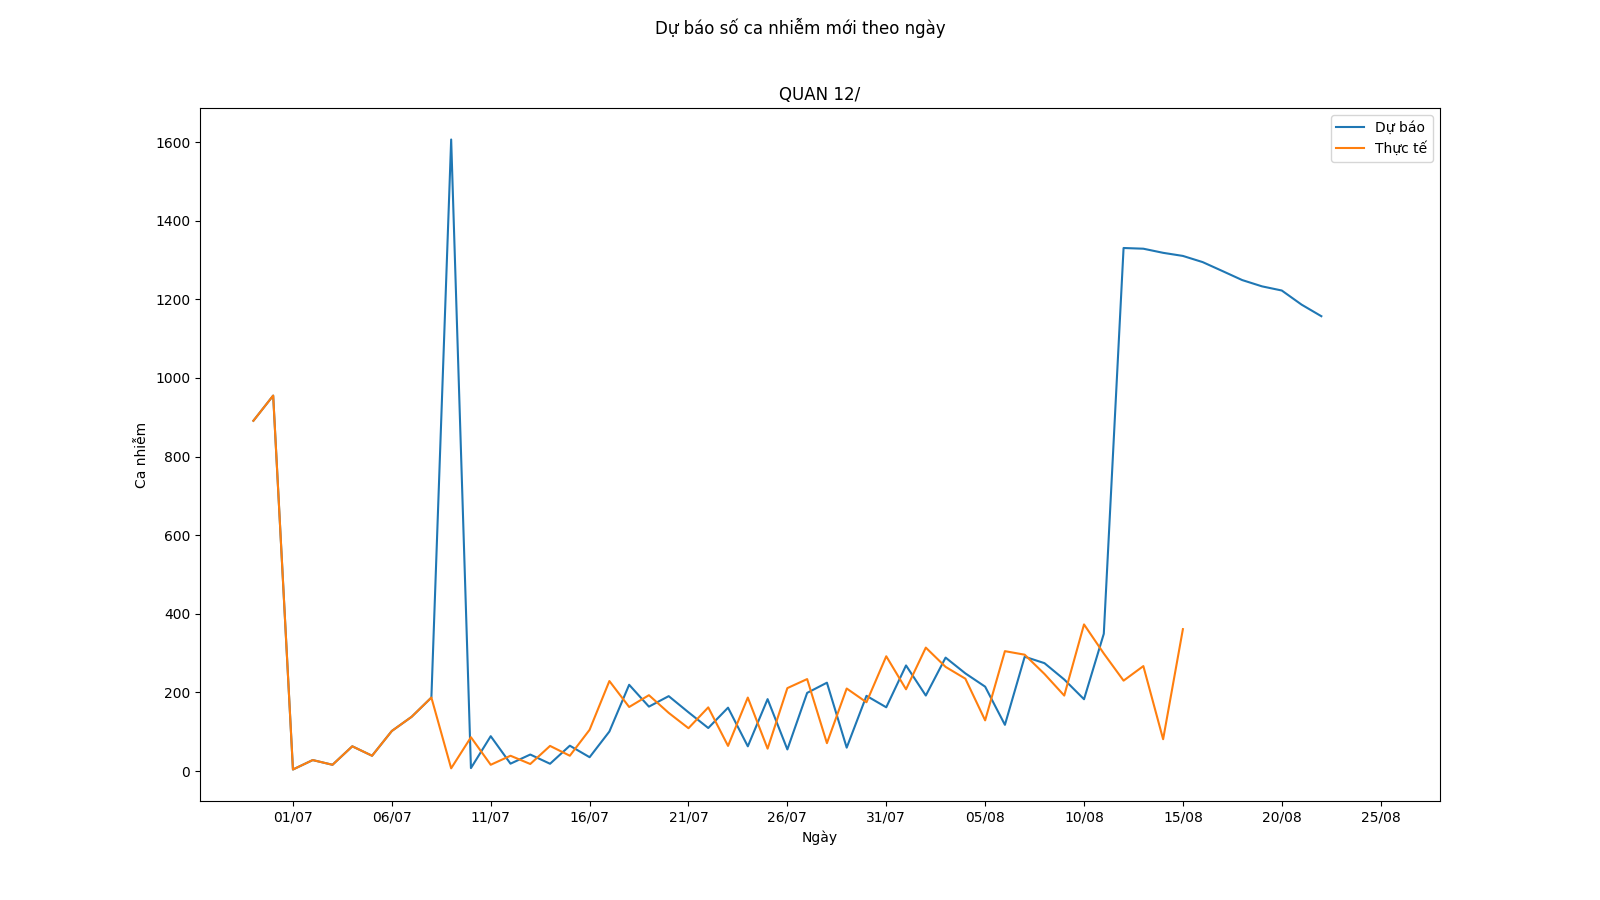 Dự báo số ca nhiễm mới theo ngày
QUAN 12/
Dự báo
Thực tế
1600
1400
1200
1000
800
600
400
200
0
Ca nhiễm
01/07 06/07 11/07 16/07 21/07 26/07 31/07 05/08 10/08 15/08 20/08 25/08
Ngày